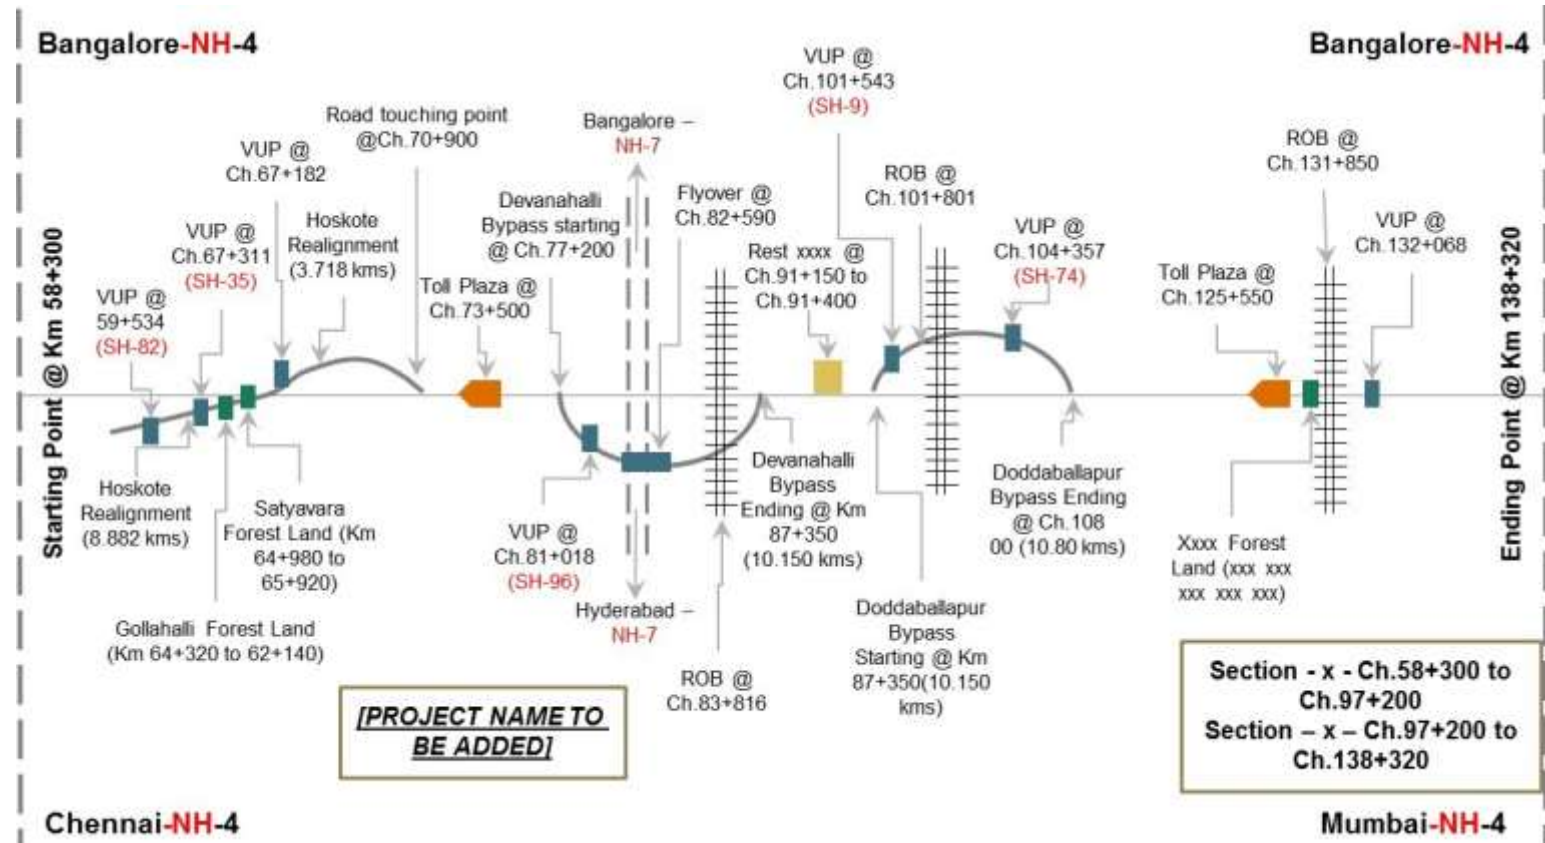 Bangalore-NH-4
Bangalore-NH-4
Starting Point @ Km 58+300
VUP @
59+534
(SH-82)
VUP @
Ch.67+311
(SH-35)
VUP @
Ch.67+182
Hoskote
Realignment
(3.718 kms)
Road touching point
@Ch.70+900
Toll Plaza @
Ch.73+500
Devanahalli
Bypass starting
@ Ch.77+200
Bangalore –
NH-7
Flyover @
Ch.82+590
Rest xxxx @
Ch.91+150 to
Ch.91+400
VUP @
Ch.101+543
(SH-9)
ROB @
Ch.101+801
VUP @
Ch.104+357
(SH-74)
Toll Plaza @
Ch.125+550
ROB @
Ch.131+850
VUP @
Ch.132+068
Ending Point @ Km 138+320
Hoskote
Realignment
(8.882 kms)
Satyavara
Forest Land (Km
64+980 to
65+920)
Gollahalli Forest Land
(Km 64+320 to 62+140)
VUP @
Ch.81+018
(SH-96)
Hyderabad –
NH-7
ROB @
Ch.83+816
Devanahalli
Bypass
Ending @ Km
87+350
(10.150 kms)
Doddaballapur
Bypass
Starting @ Km
87+350(10.150
kms)
Doddaballapur
Bypass Ending
@ Ch.108
00 (10.80 kms)
Xxxx Forest
Land (xxx xxx
xxx xxx xxx)
[PROJECT NAME TO
BE ADDED]
Section - x - Ch.58+300 to
Ch.97+200
Section – x – Ch.97+200 to
Ch.138+320
Chennai-NH-4
Mumbai-NH-4